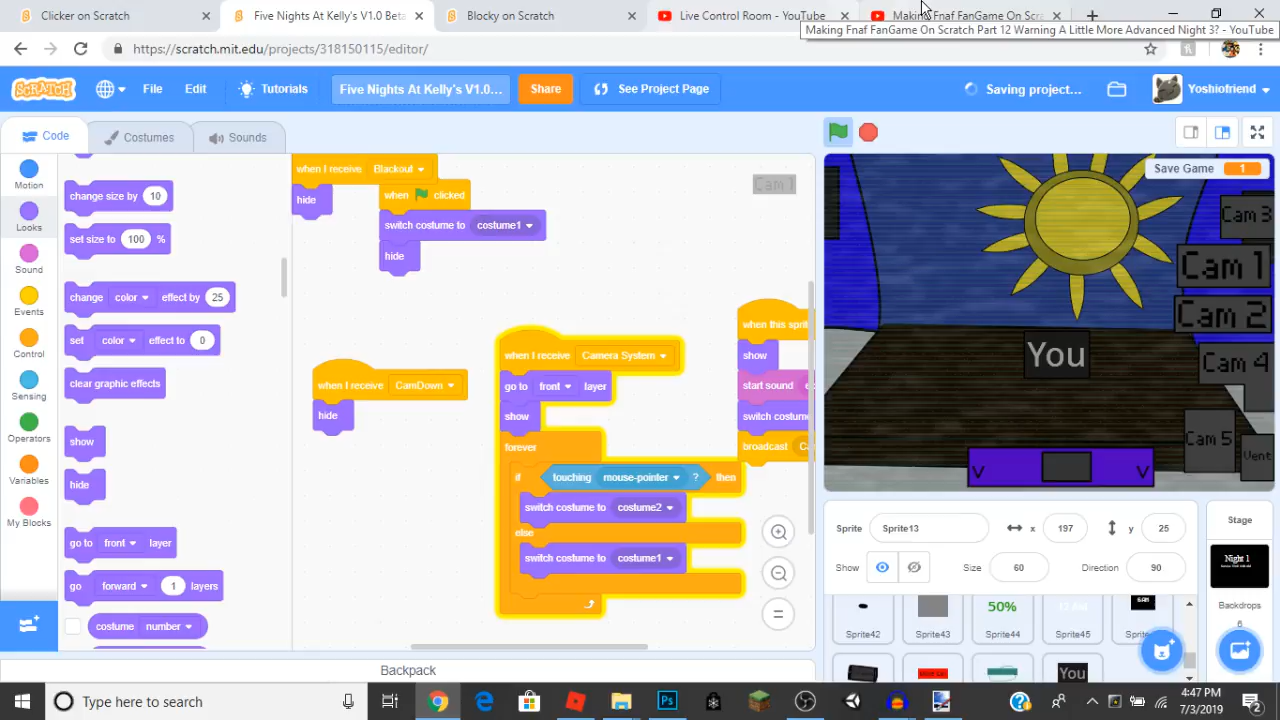 Clicker on Scratch
Five Nights At Kelly's V1.0 Beta
Blocky on Scratch
Live Control Room - YouTube
Making Fnaf FanGame On Scra
Making Fnaf FanGame On Scratch Part 12 Warning A Little More Advanced Night 3? - YouTube
https://scratch.mit.edu/projects/318150115/editor/
SCRATCH
File
Edit
Tutorials
Five Nights At Kelly's V1.0...
Share
See Project Page
Saving project...
Yoshiofriend
Code
Costumes
Sounds
Motion
Looks
Sound
Events
Control
Sensing
Operators
Variables
My Blocks
change size by 10
set size to 100 %
change color effect by 25
set color effect to 0
clear graphic effects
show
hide
go to front layer
go forward 1 layers
costume number
when I receive Blackout
hide
when clicked
switch costume to costume1
hide
when I receive CamDown
hide
when I receive Camera System
go to front layer
show
forever
if touching mouse-pointer ? then
switch costume to costume2
else
switch costume to costume1
when this sprit
show
start sound
switch costume
broadcast
Cam 1
Backpack
Save Game 1
Cam 3
Cam 1
Cam 2
You
Cam 4
Cam 5
Vent
Sprite
Sprite13
x 197
y 25
Show
Size 60
Direction 90
Stage
Night 1
Backdrops
6
50%
6 AM
Sprite42
Sprite43
Sprite44
Sprite45
You
Type here to search
4:47 PM
7/3/2019
2